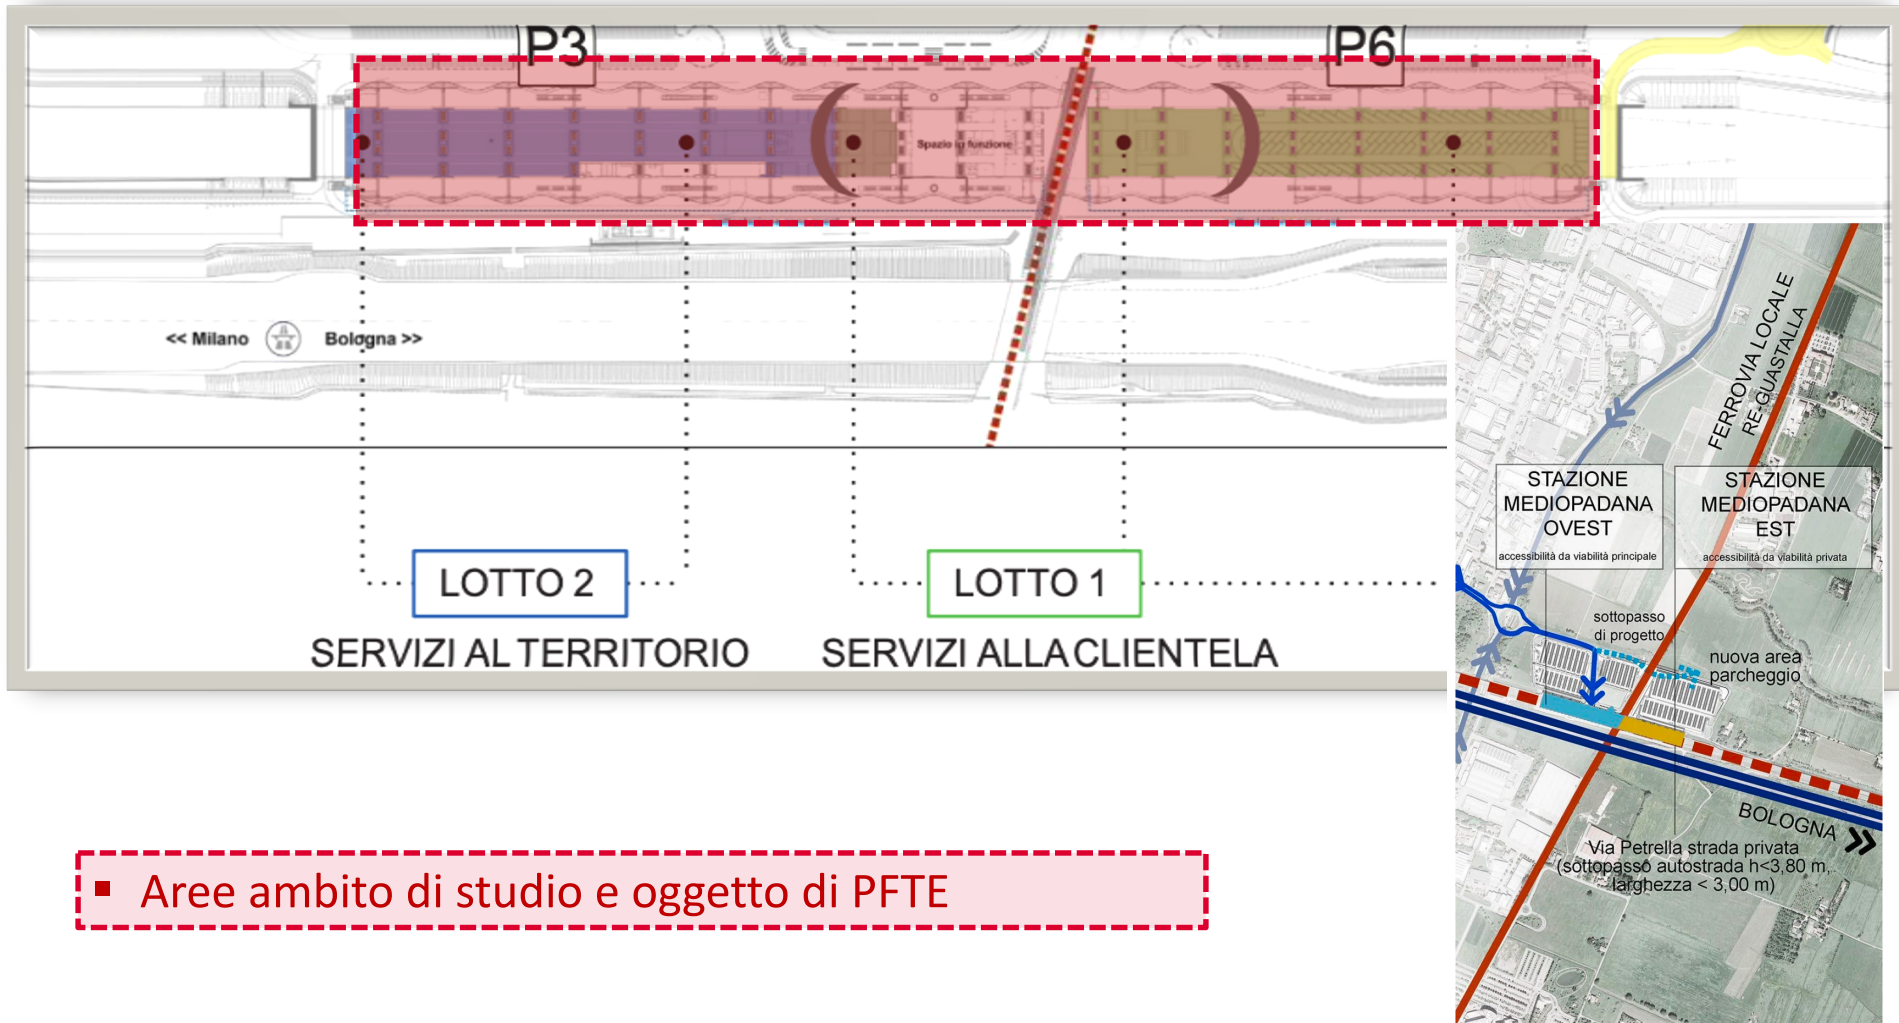 P3
P6
Spazio in funzione
<< Milano
Bologna >>
LOTTO 2
LOTTO 1
SERVIZI AL TERRITORIO
SERVIZI ALLA CLIENTELA
FERROVIA LOCALE
RE-GUASTALLA
STAZIONE
MEDIOPADANA
OVEST
accessibilità da viabilità principale
STAZIONE
MEDIOPADANA
EST
accessibilità da viabilità privata
sottopasso
di progetto
nuova area
parcheggio
BOLOGNA >>
Via Petrella strada privata
(sottopasso autostrada h<3,80 m,
larghezza < 3,00 m)
▪ Aree ambito di studio e oggetto di PFTE